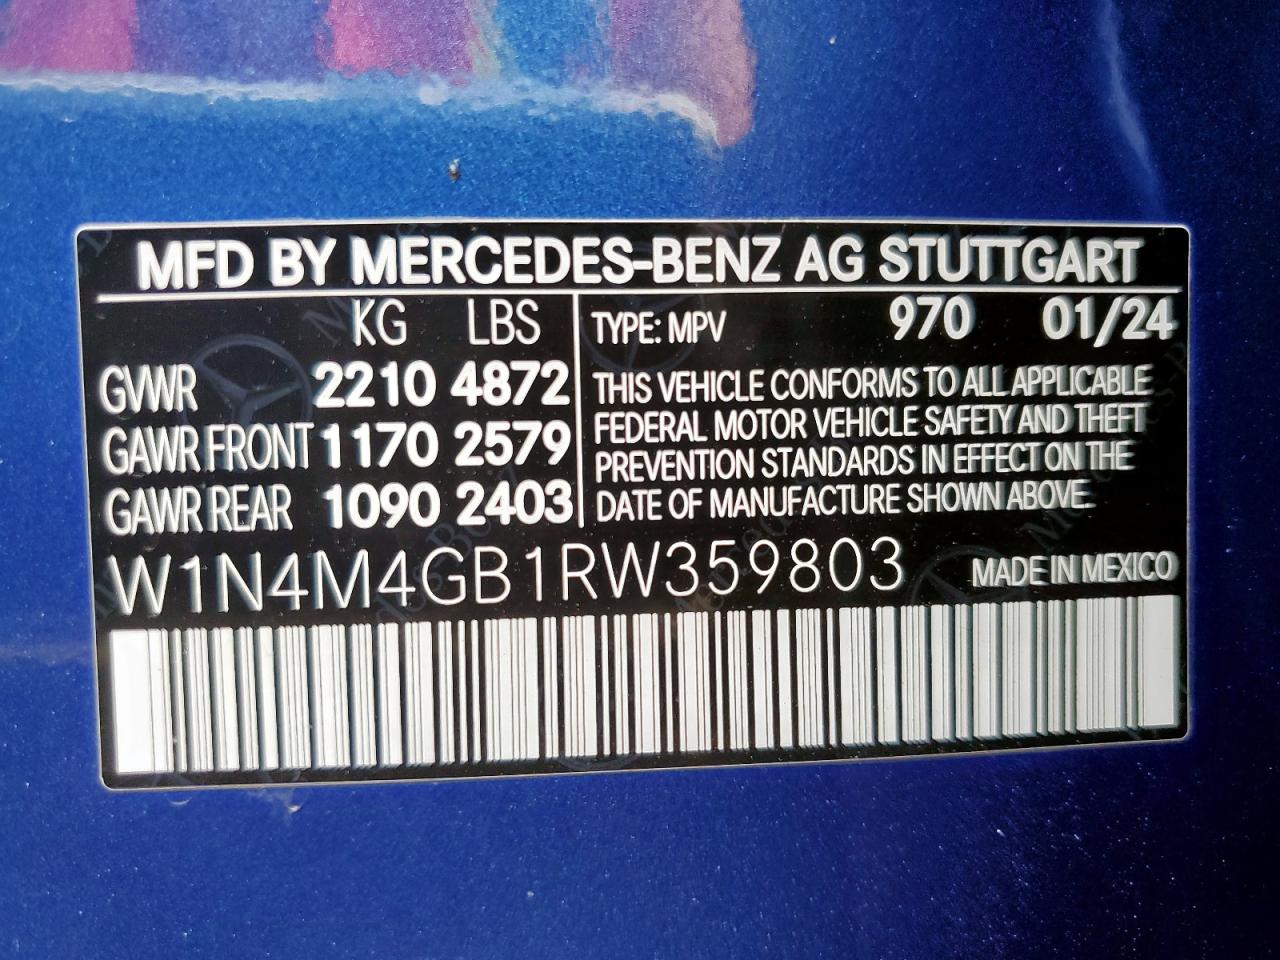 MFD BY MERCEDES-BENZ AG STUTTGART
KG LBS
GVWR 2210 4872
GAWR FRONT 1170 2579
GAWR REAR 1090 2403
TYPE: MPV 970 01/24
THIS VEHICLE CONFORMS TO ALL APPLICABLE
FEDERAL MOTOR VEHICLE SAFETY AND THEFT
PREVENTION STANDARDS IN EFFECT ON THE
DATE OF MANUFACTURE SHOWN ABOVE.
W1N4M4GB1RW359803 MADE IN MEXICO